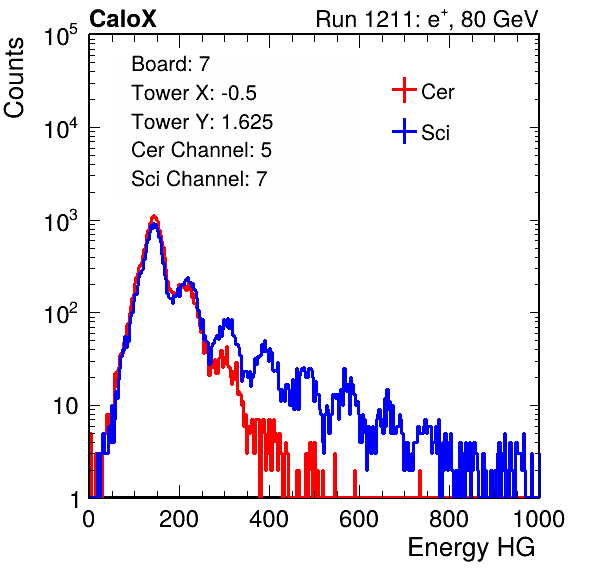 CaloX Run 1211: e⁺, 80 GeV
Counts
Board: 7
Tower X: -0.5
Tower Y: 1.625
Cer Channel: 5
Sci Channel: 7
Cer
Sci
10⁵
10⁴
10³
10²
10
1
0 200 400 600 800 1000
Energy HG